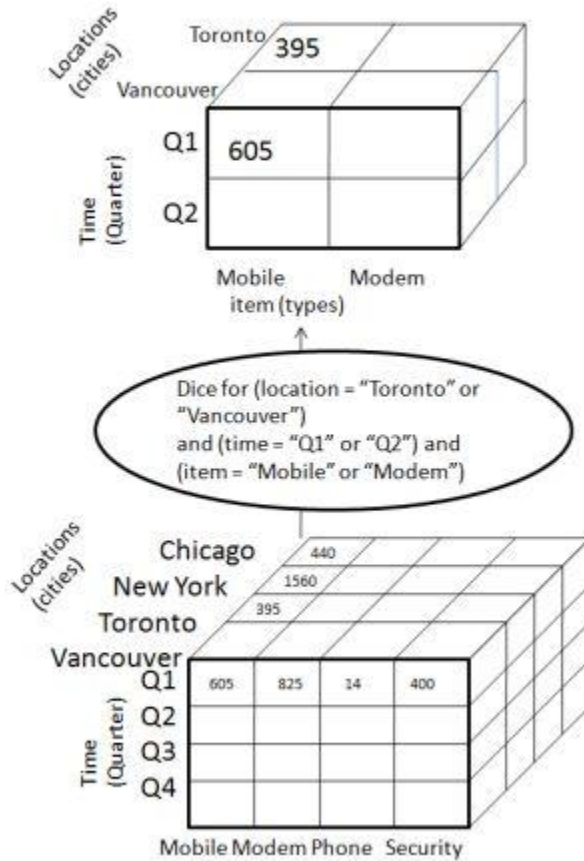 Locations
(cities)
Toronto
395
Vancouver
Q1
605
Q2
Time
(Quarter)
Mobile Modem
item (types)
Dice for (location = “Toronto” or
“Vancouver”)
and (time = “Q1” or “Q2”) and
(item = “Mobile” or “Modem”)
Locations
(cities)
Chicago 440
New York 1560
Toronto 395
Vancouver
Q1 605 825 14 400
Q2
Q3
Q4
Time
(Quarter)
Mobile Modem Phone Security